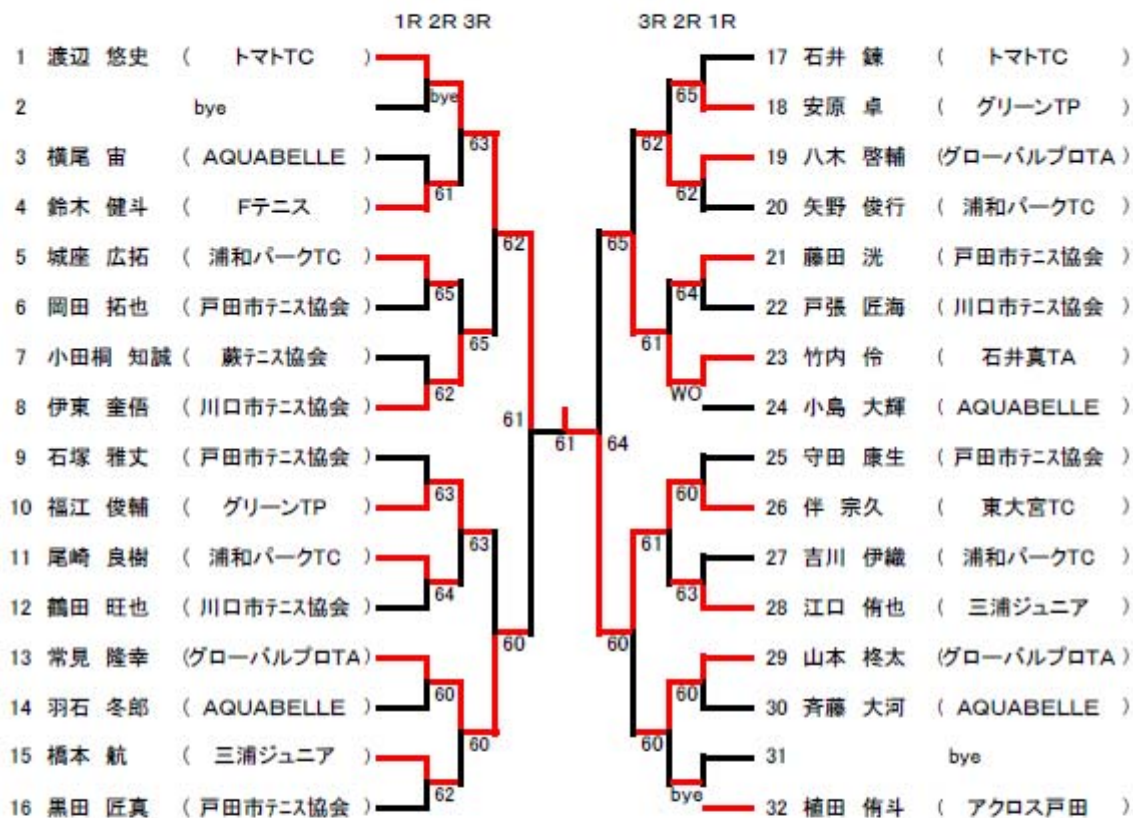 1R 2R 3R 3R 2R 1R
1 渡辺 悠史 ( トマトTC ) 17 石井 錬 ( トマトTC )
bye 65
2 bye 18 安原 卓 ( グリーンTP )
63 62
3 横尾 宙 ( AQUABELLE ) 19 八木 啓輔 (グローバルプロTA )
61 62
4 鈴木 健斗 ( Fテニス ) 20 矢野 俊行 ( 浦和パークTC )
62 65
5 城座 広拓 ( 浦和パークTC ) 21 藤田 洸 ( 戸田市テニス協会 )
65 64
6 岡田 拓也 ( 戸田市テニス協会 ) 22 戸張 匠海 ( 川口市テニス協会 )
65 61
7 小田桐 知誠 ( 蕨テニス協会 ) 23 竹内 伶 ( 石井真TA )
62 WO
8 伊東 奎俉 ( 川口市テニス協会 ) 24 小島 大輝 ( AQUABELLE )
61 61 64
9 石塚 雅丈 ( 戸田市テニス協会 ) 25 守田 康生 ( 戸田市テニス協会 )
63 60
10 福江 俊輔 ( グリーンTP ) 26 伴 宗久 ( 東大宮TC )
63 61
11 尾崎 良樹 ( 浦和パークTC ) 27 吉川 伊織 ( 浦和パークTC )
64 63
12 鶴田 旺也 ( 川口市テニス協会 ) 28 江口 侑也 ( 三浦ジュニア )
60 60
13 常見 隆幸 (グローバルプロTA ) 29 山本 柊太 (グローバルプロTA )
60 60
14 羽石 冬郎 ( AQUABELLE ) 30 斉藤 大河 ( AQUABELLE )
60 60
15 橋本 航 ( 三浦ジュニア ) 31 bye
62 bye
16 黒田 匠真 ( 戸田市テニス協会 ) 32 植田 侑斗 ( アクロス戸田 )